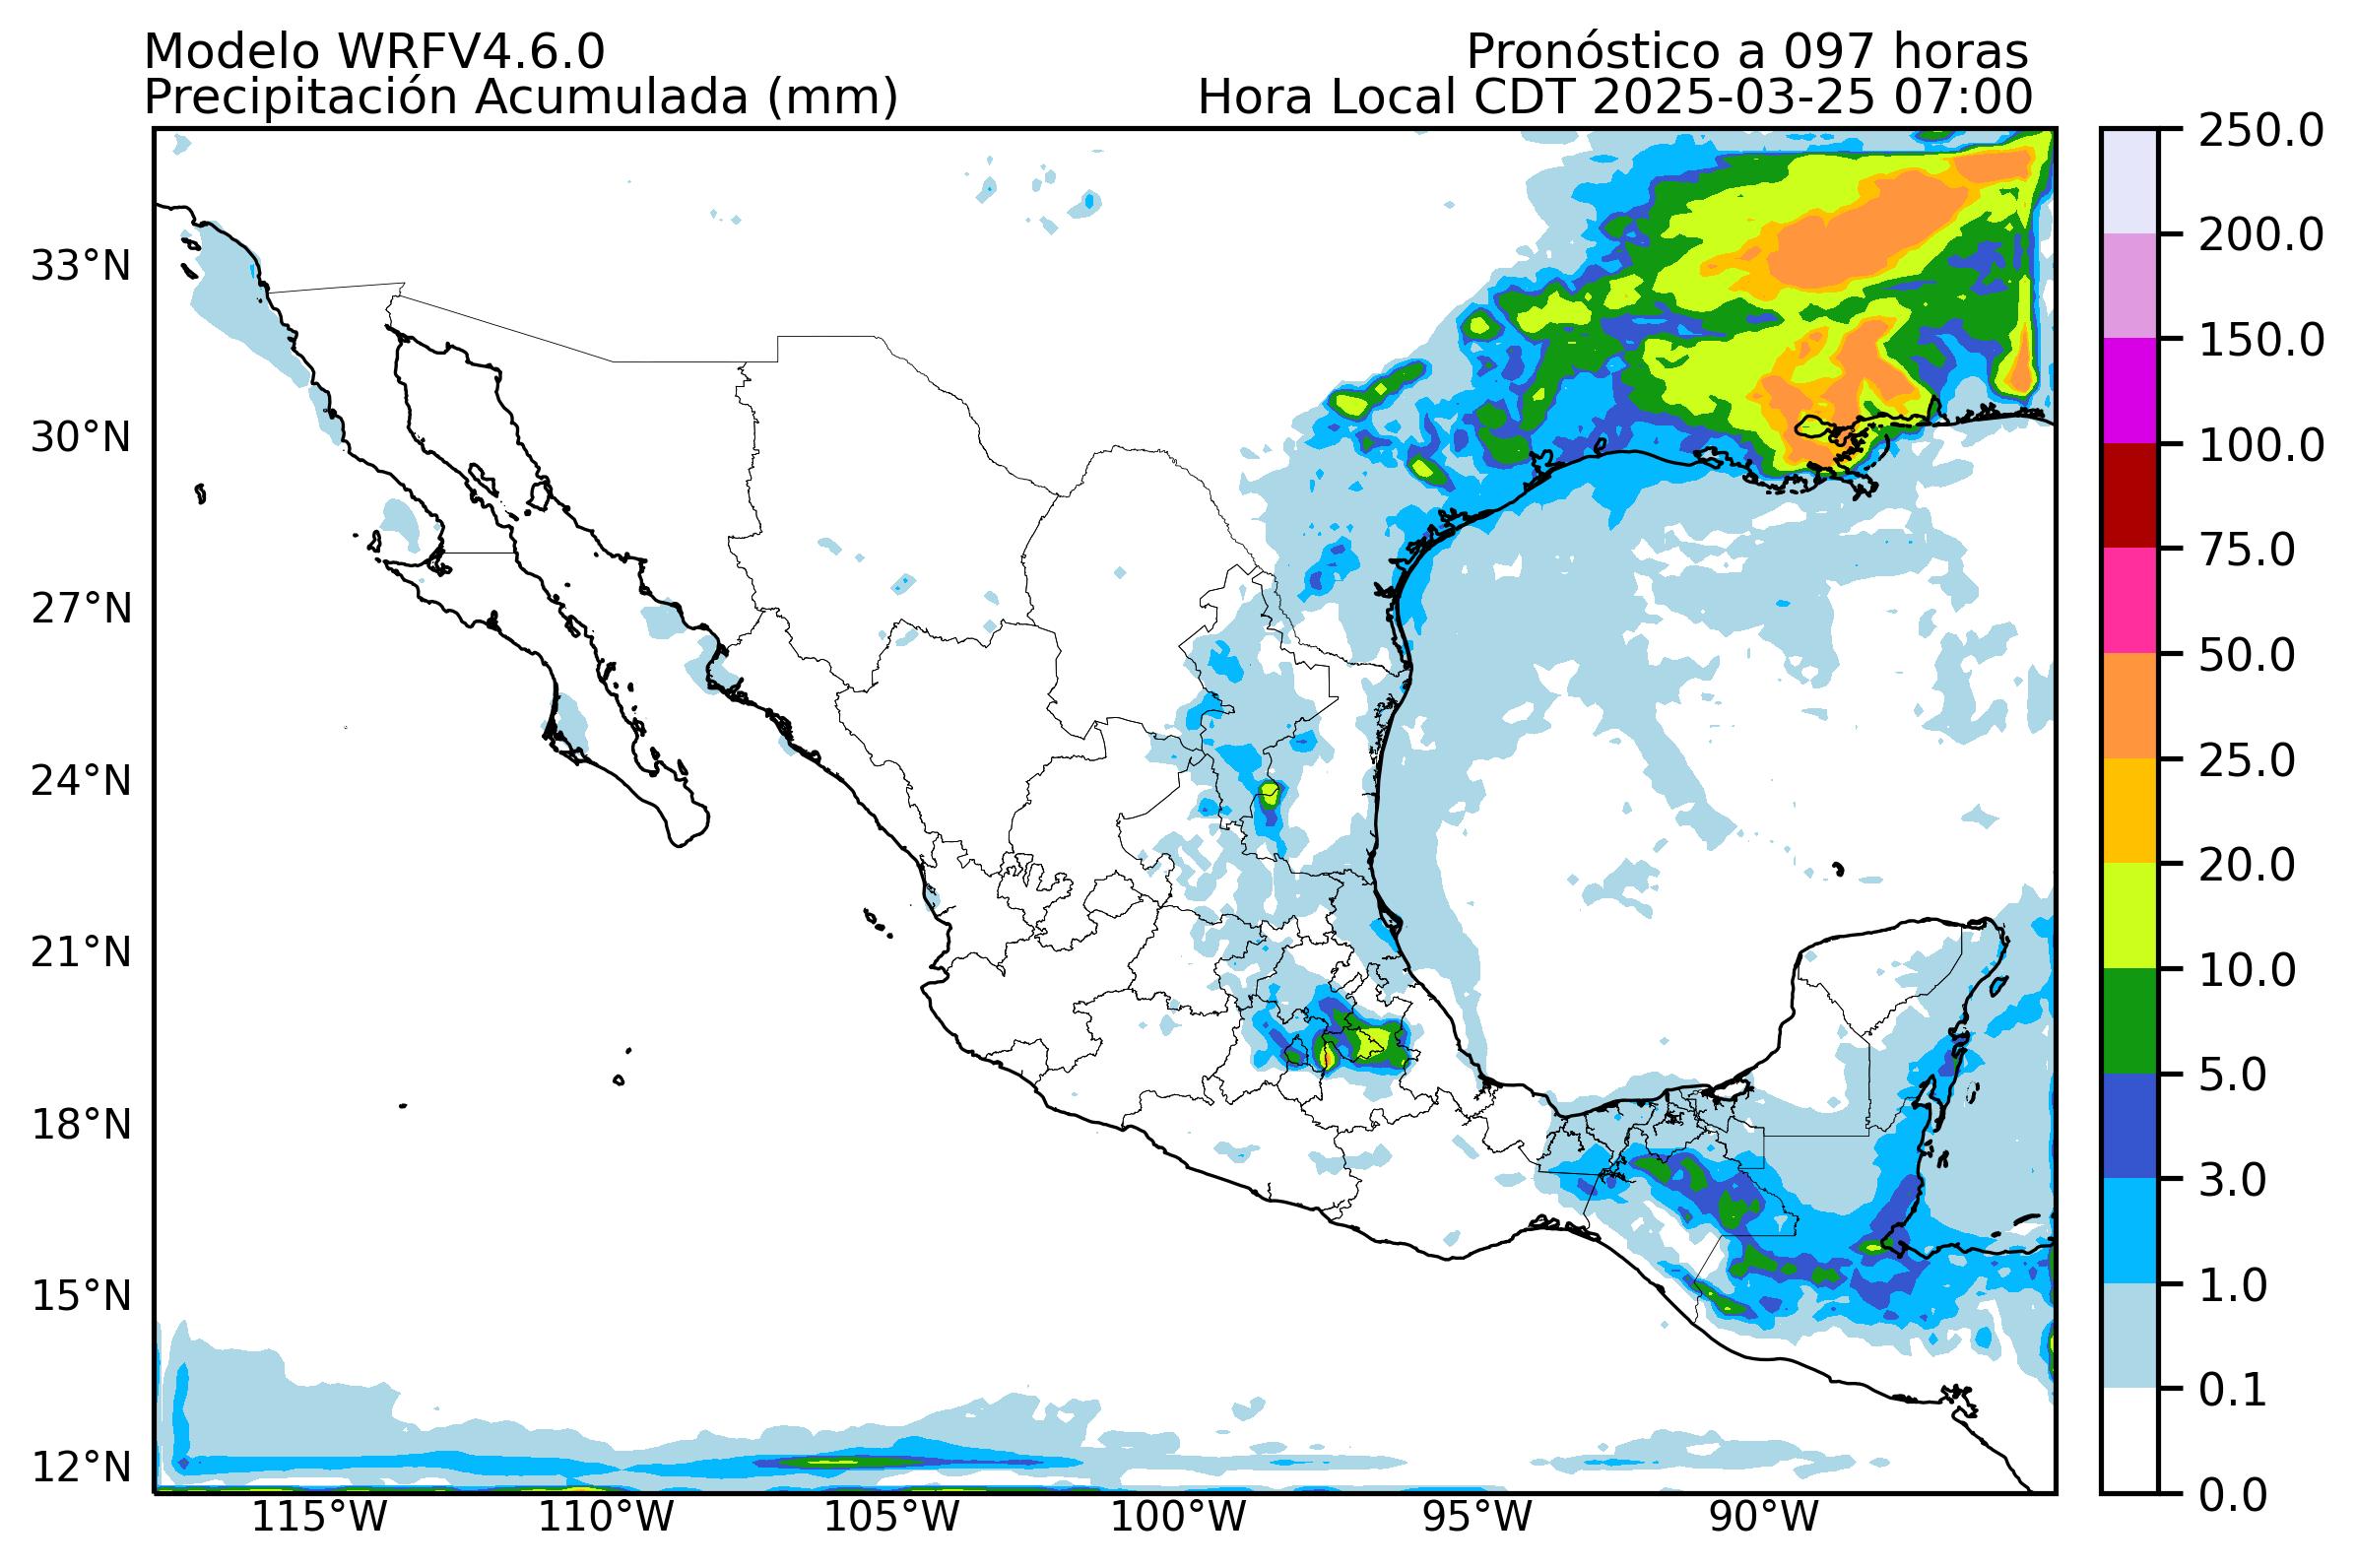 Modelo WRFV4.6.0
Pronóstico a 097 horas
Precipitación Acumulada (mm)
Hora Local CDT 2025-03-25 07:00
33°N
30°N
27°N
24°N
21°N
18°N
15°N
12°N
115°W
110°W
105°W
100°W
95°W
90°W
250.0
200.0
150.0
100.0
75.0
50.0
25.0
20.0
10.0
5.0
3.0
1.0
0.1
0.0